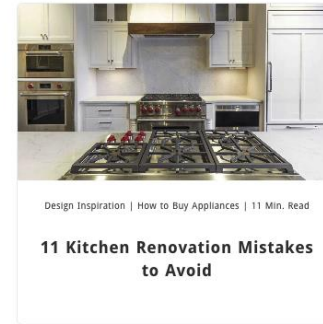 Design Inspiration | How to Buy Appliances | 11 Min. Read
11 Kitchen Renovation Mistakes
to Avoid